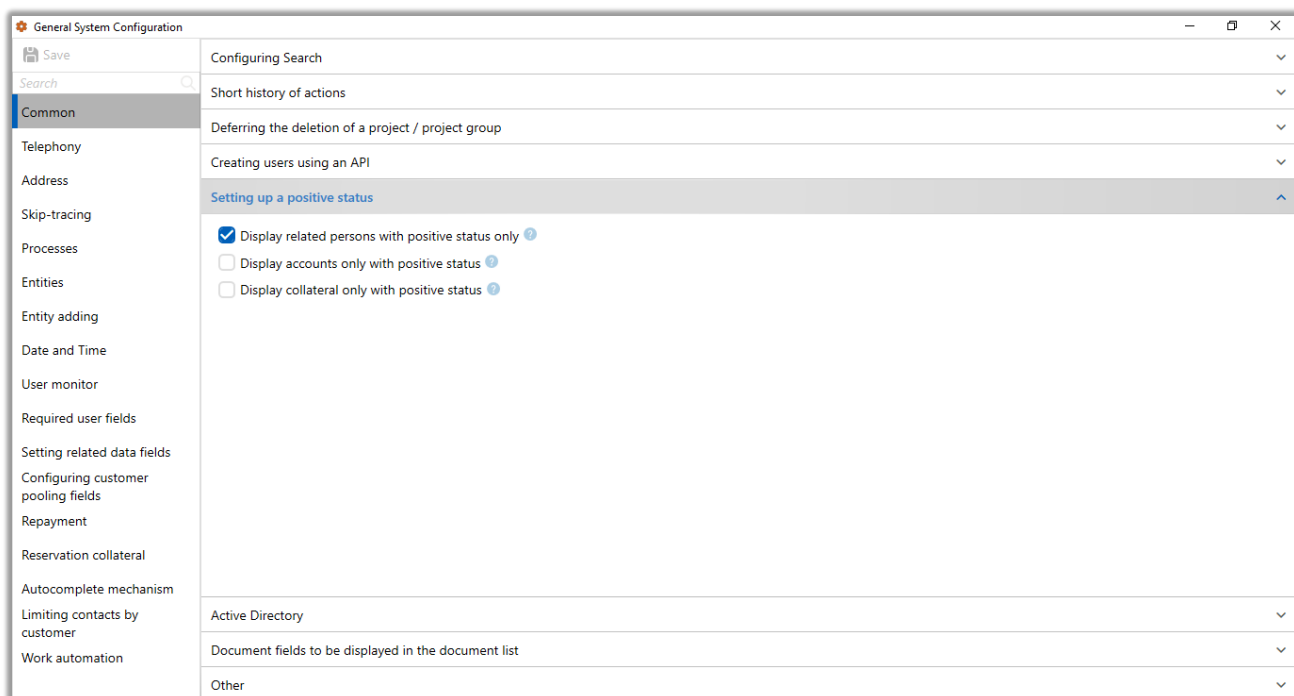 General System Configuration
Save
Search
Common
Telephony
Address
Skip-tracing
Processes
Entities
Entity adding
Date and Time
User monitor
Required user fields
Setting related data fields
Configuring customer
pooling fields
Repayment
Reservation collateral
Autocomplete mechanism
Limiting contacts by
customer
Work automation
Configuring Search
Short history of actions
Deferring the deletion of a project / project group
Creating users using an API
Setting up a positive status
Display related persons with positive status only ?
Display accounts only with positive status ?
Display collateral only with positive status ?
Active Directory
Document fields to be displayed in the document list
Other